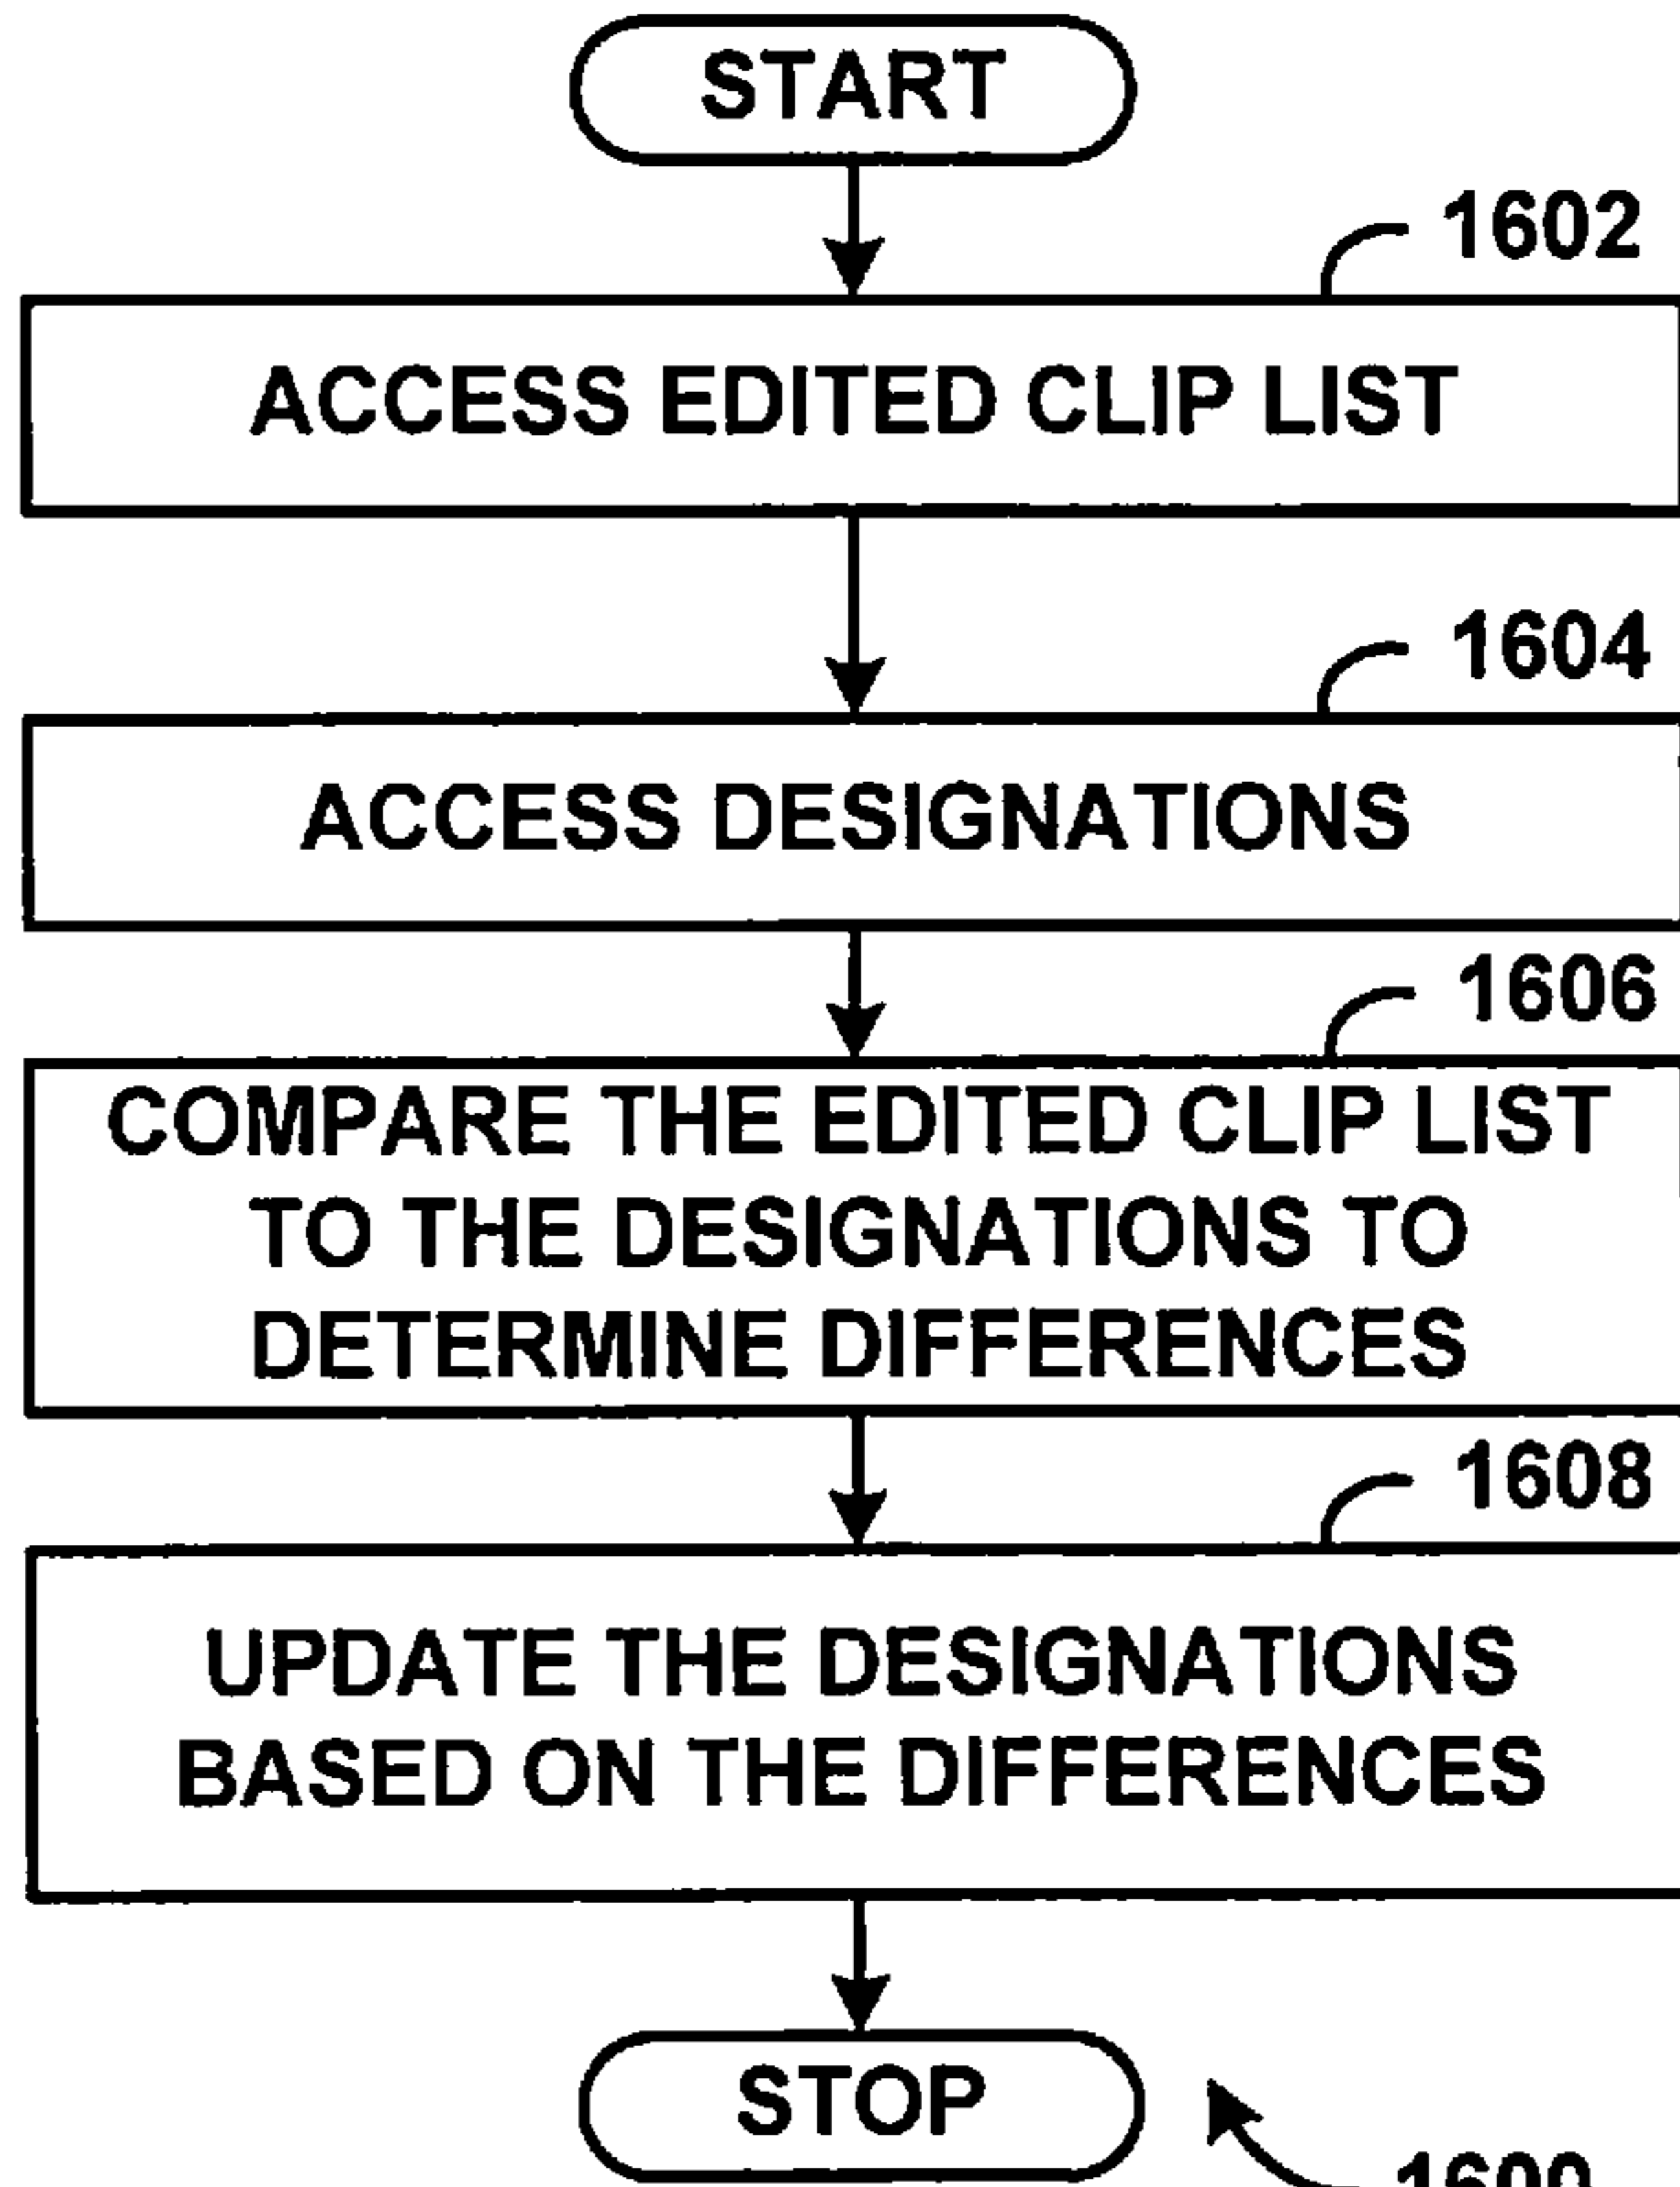 START
1602
ACCESS EDITED CLIP LIST
1604
ACCESS DESIGNATIONS
1606
COMPARE THE EDITED CLIP LIST
TO THE DESIGNATIONS TO
DETERMINE DIFFERENCES
1608
UPDATE THE DESIGNATIONS
BASED ON THE DIFFERENCES
STOP
1600